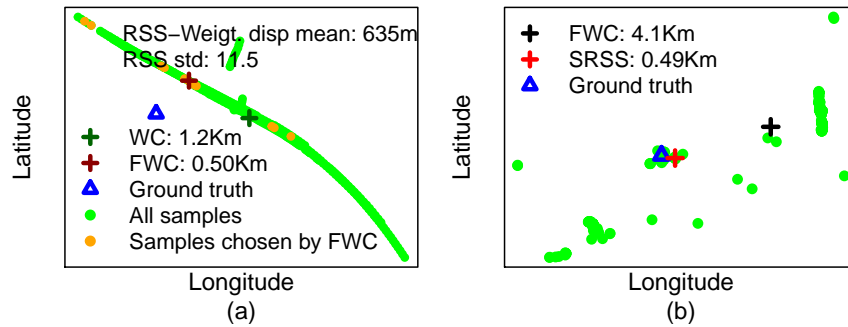 RSS−Weigt. disp mean: 635m
RSS std: 11.5
WC: 1.2Km
FWC: 0.50Km
Ground truth
All samples
Samples chosen by FWC
Latitude
Longitude
(a)
FWC: 4.1Km
SRSS: 0.49Km
Ground truth
Latitude
Longitude
(b)